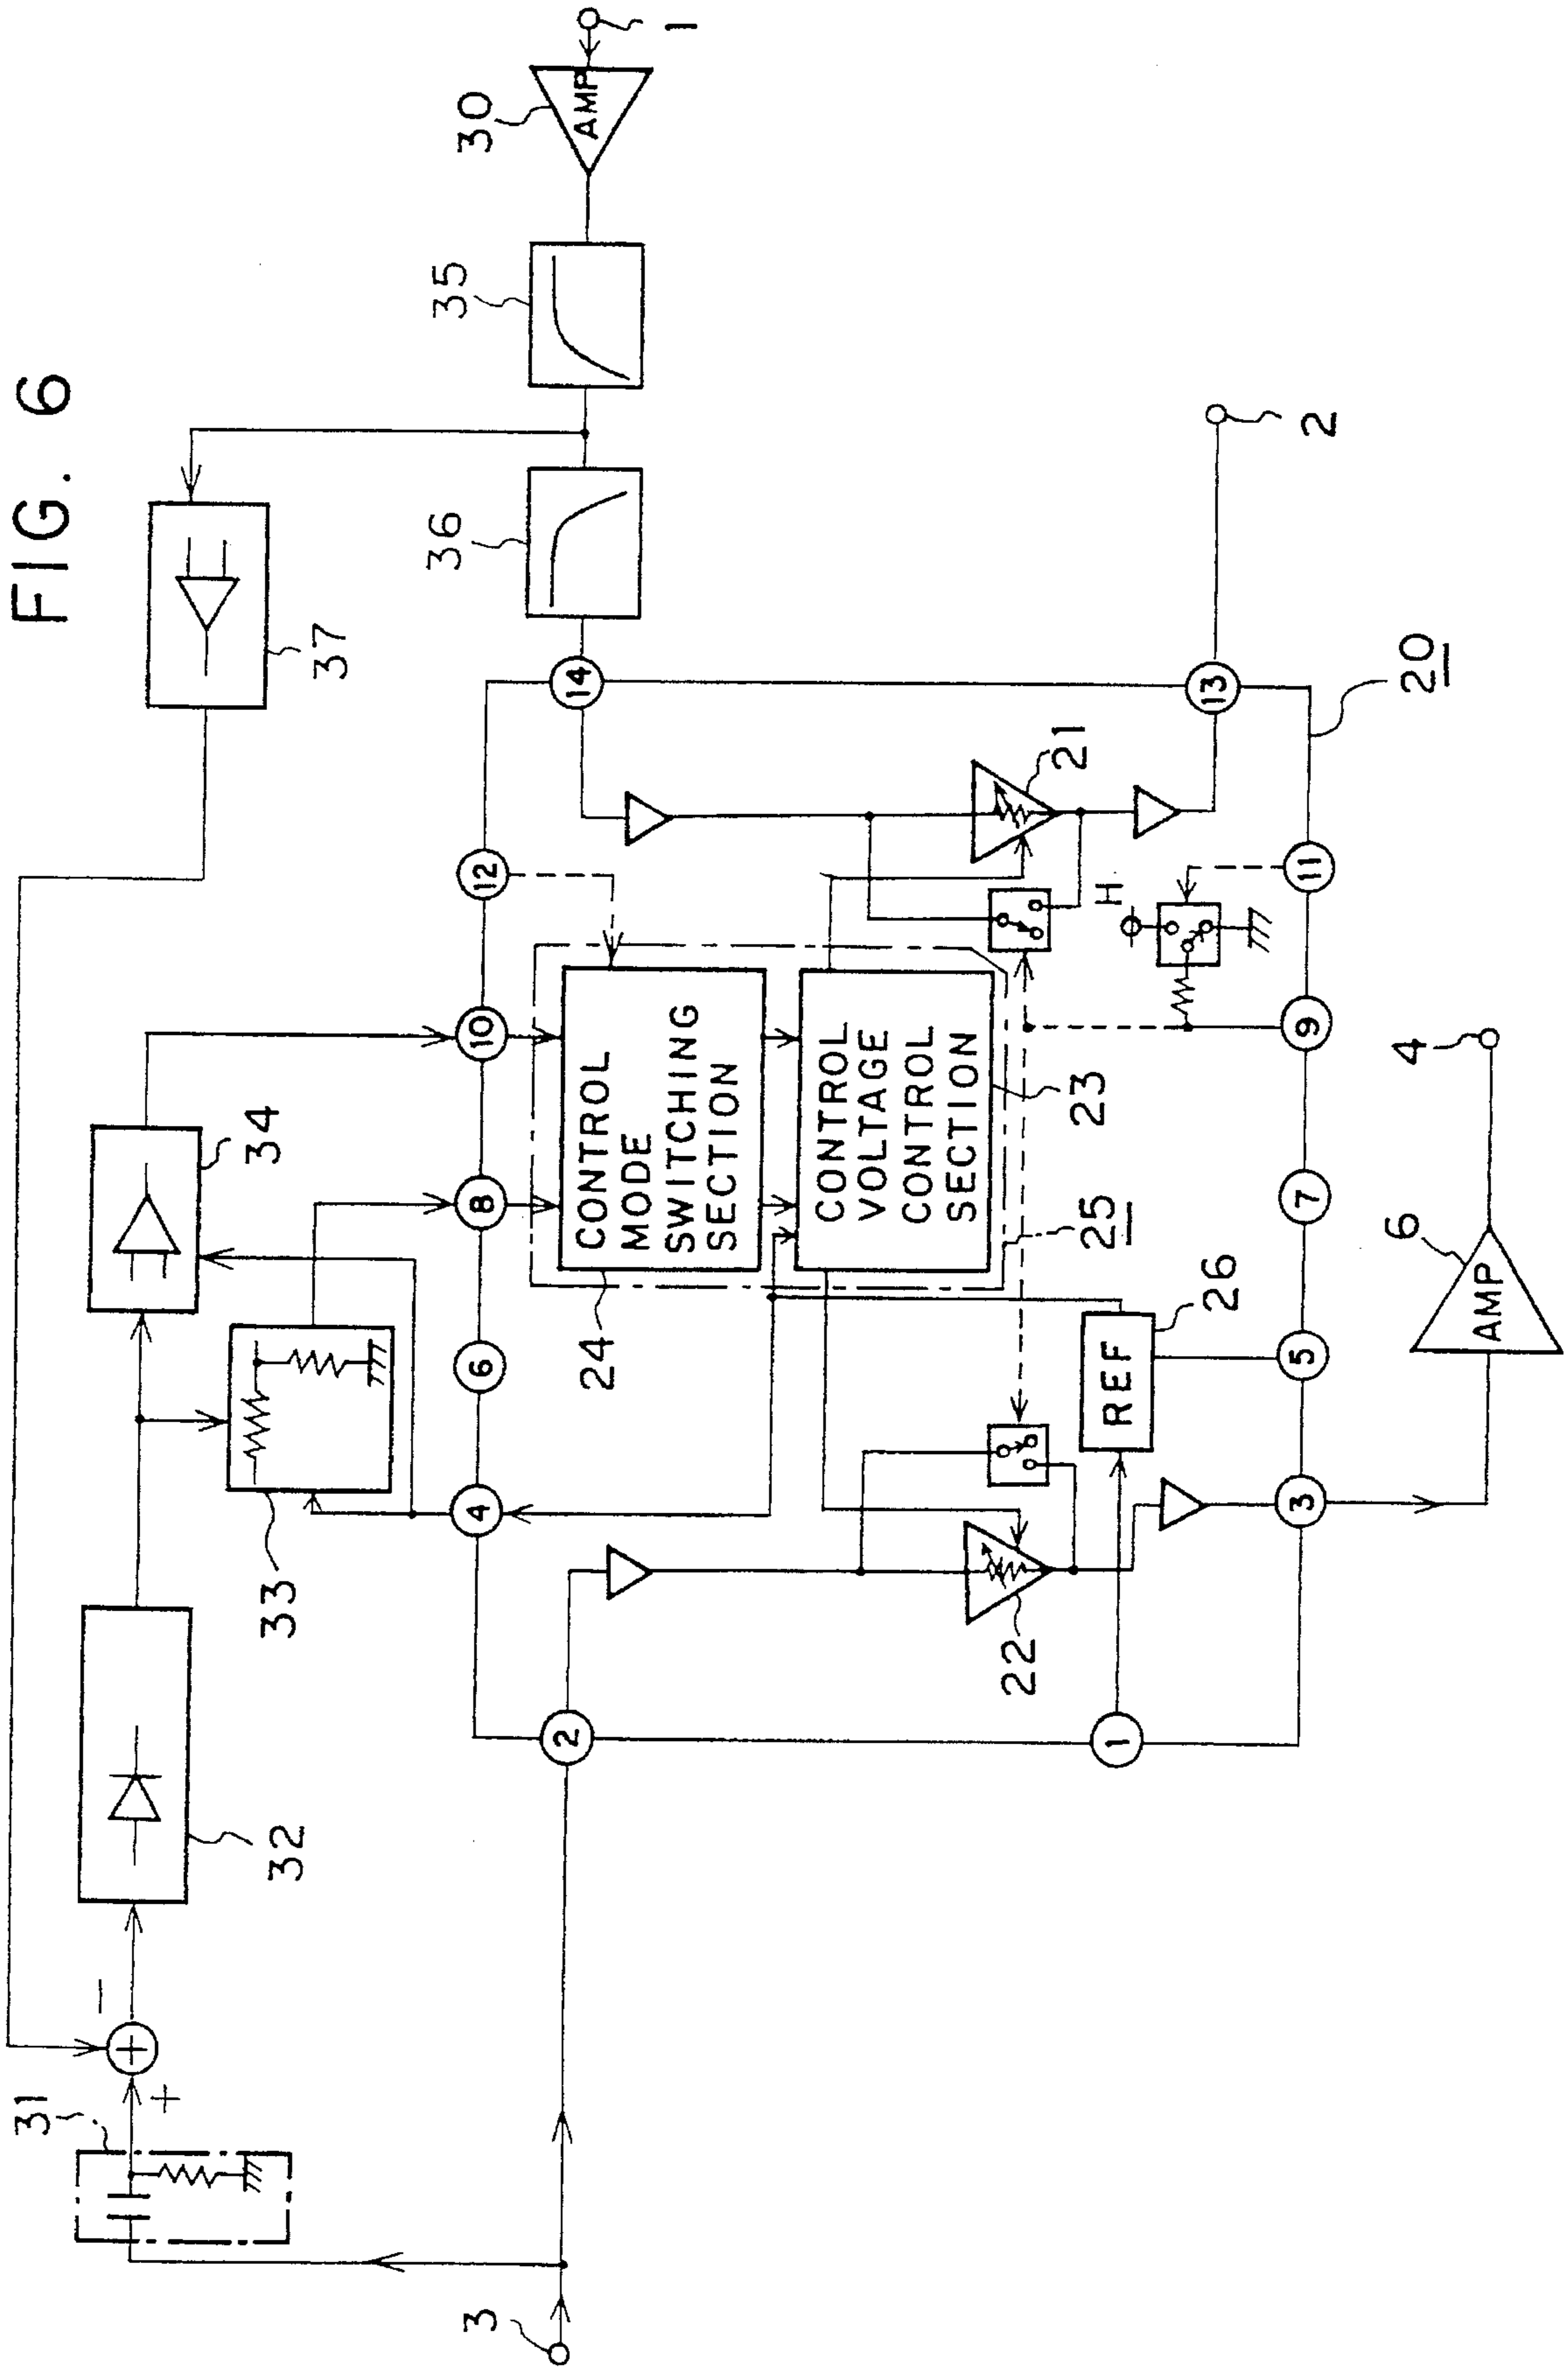 FIG. 6
31
3
32
33
34
37
36
35
30
AMP
1
+
−
+
2
4
6
8
10
12
14
CONTROL
MODE
SWITCHING
SECTION
24
CONTROL
VOLTAGE
CONTROL
SECTION
23
25
21
22
H
REF
26
1
3
5
7
9
11
13
20
2
6
AMP
4